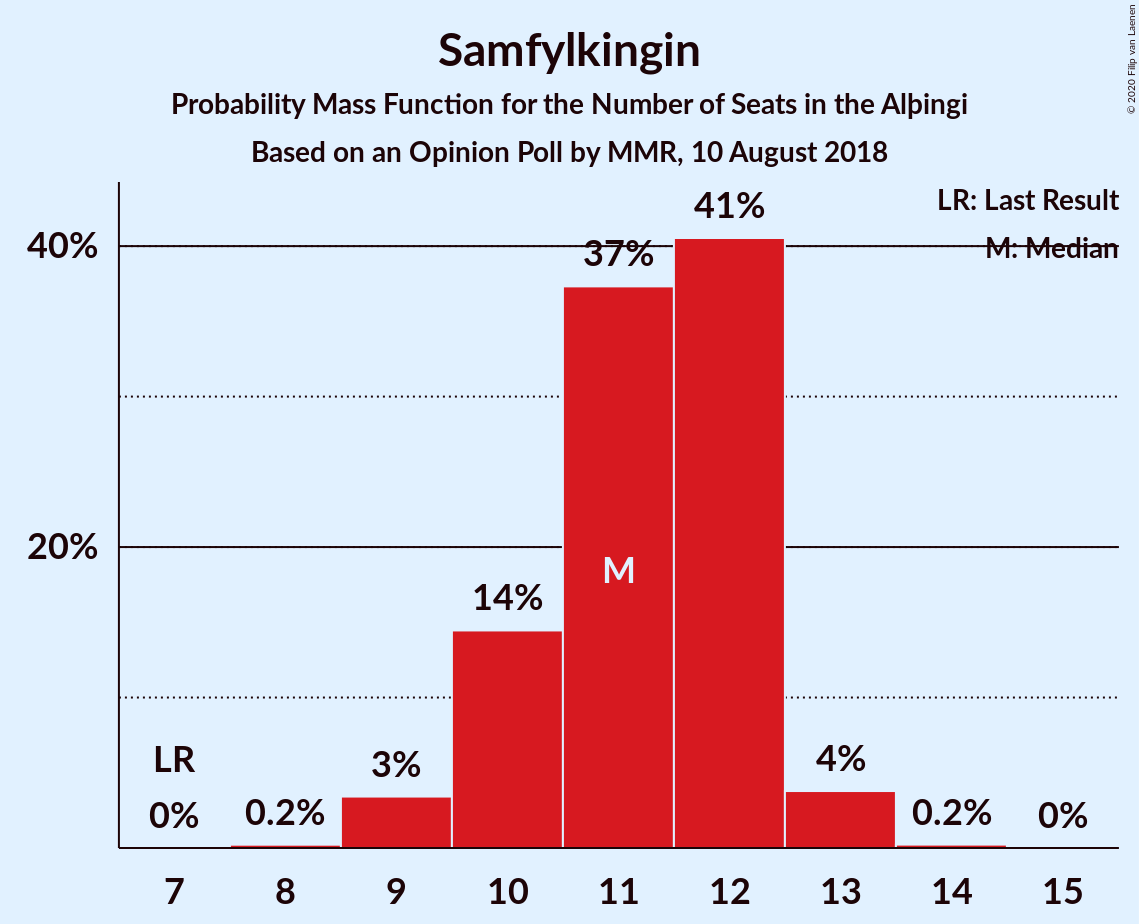 Samfylkingin
Probability Mass Function for the Number of Seats in the Alþingi
Based on an Opinion Poll by MMR, 10 August 2018
© 2020 Filip van Laenen
LR: Last Result
M: Median
40%
20%
LR
0%
0.2%
3%
14%
37%
M
41%
4%
0.2%
0%
7 8 9 10 11 12 13 14 15